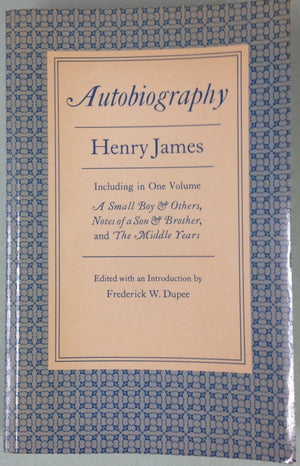 Autobiography
Henry James
Including in One Volume
A Small Boy & Others,
Notes of a Son & Brother,
and The Middle Years
Edited with an Introduction by
Frederick W. Dupee